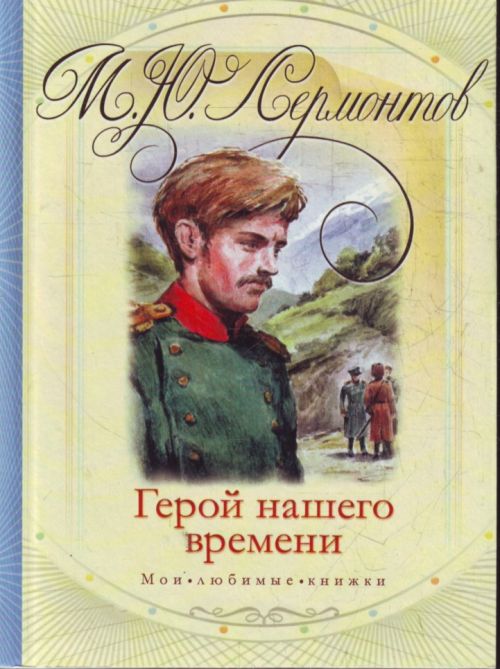 М.Ю. Лермонтов
Герой нашего
времени
Мои•любимые•книжки